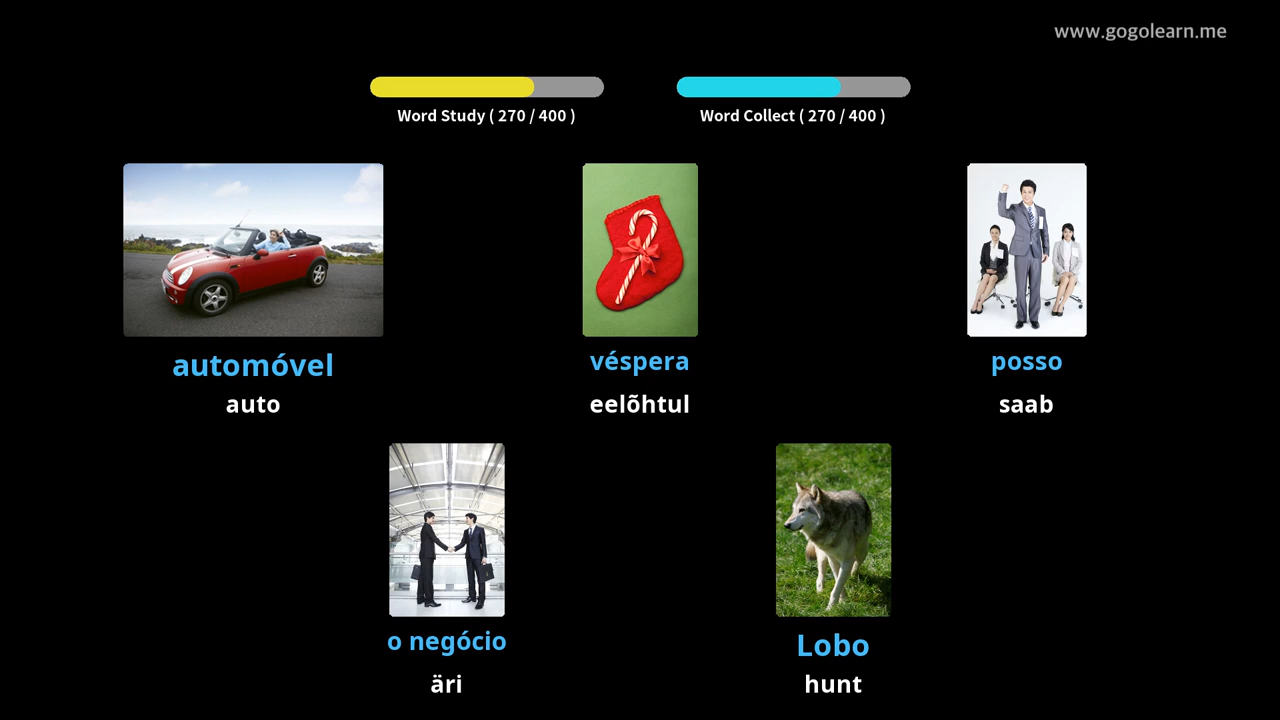 www.gogolearn.me
Word Study ( 270 / 400 )
Word Collect ( 270 / 400 )
automóvel
auto
véspera
eelõhtul
posso
saab
o negócio
äri
Lobo
hunt